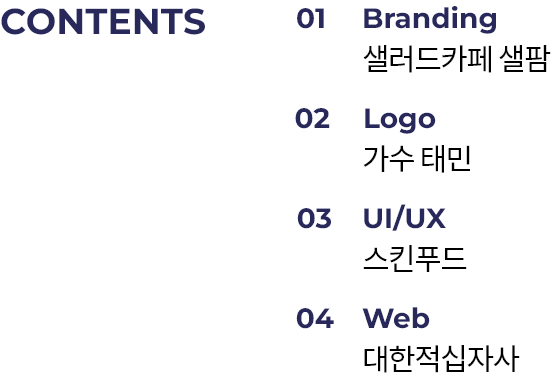 CONTENTS
01 Branding
샐러드카페 샐팜
02 Logo
가수 태민
03 UI/UX
스킨푸드
04 Web
대한적십자사